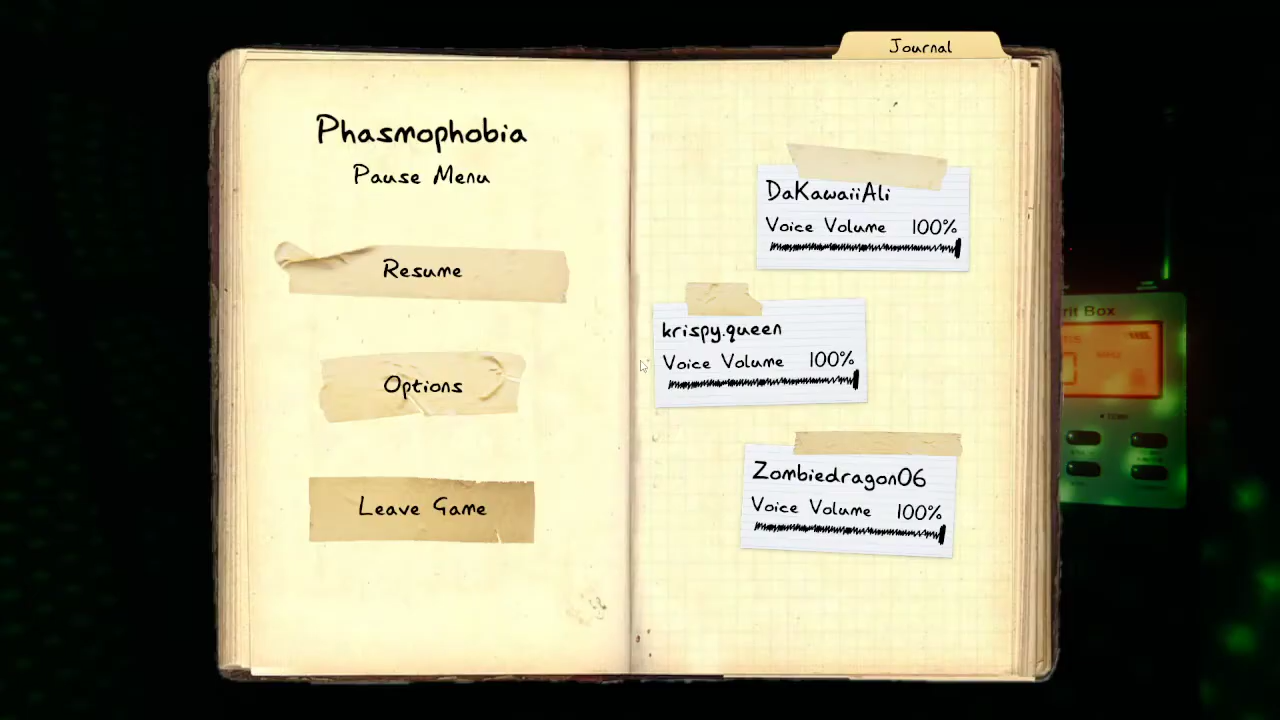 Journal
Phasmophobia
Pause Menu
Resume
Options
Leave Game
DaKawaiiAli
Voice Volume 100%
krispy.queen
Voice Volume 100%
Zombiedragon06
Voice Volume 100%
Box